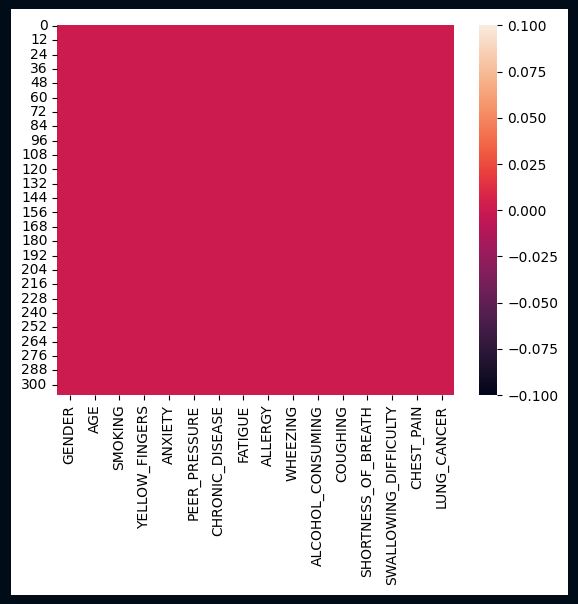 0
12
24
36
48
60
72
84
96
108
120
132
144
156
168
180
192
204
216
228
240
252
264
276
288
300
GENDER
AGE
SMOKING
YELLOW_FINGERS
ANXIETY
PEER_PRESSURE
CHRONIC_DISEASE
FATIGUE
ALLERGY
WHEEZING
ALCOHOL_CONSUMING
COUGHING
SHORTNESS_OF_BREATH
SWALLOWING_DIFFICULTY
CHEST_PAIN
LUNG_CANCER
0.100
0.075
0.050
0.025
0.000
−0.025
−0.050
−0.075
−0.100